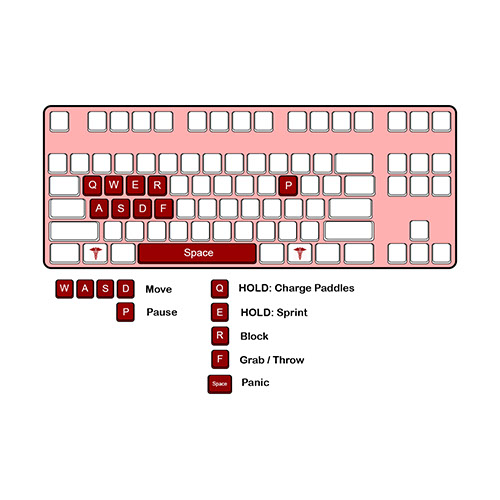 Q W E R P
A S D F
Space
W A S D Move
P Pause
Q HOLD: Charge Paddles
E HOLD: Sprint
R Block
F Grab / Throw
Space Panic